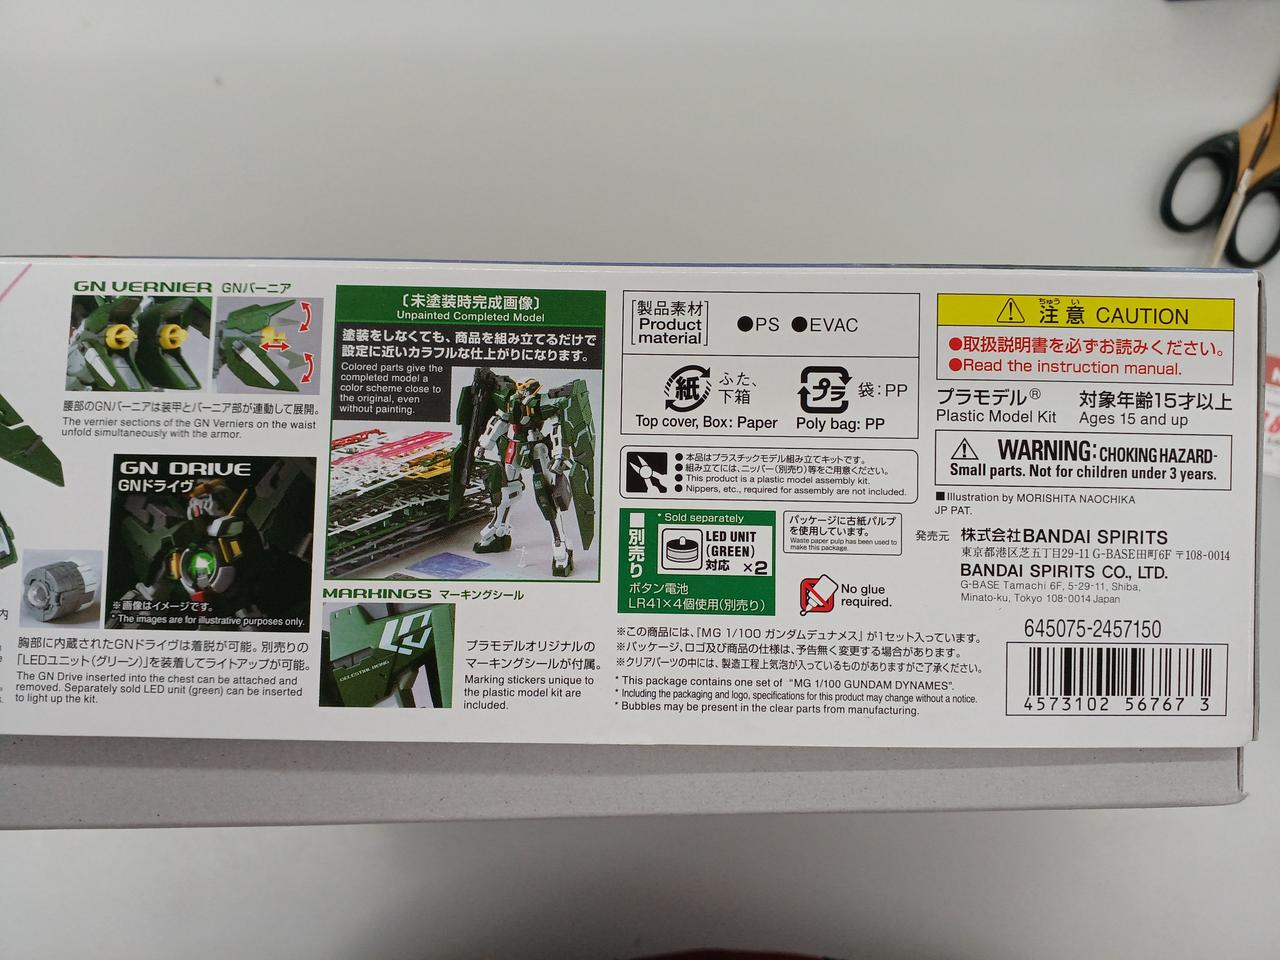 GN VERNIER GNバーニア
腰部のGNバーニアは装甲とバーニア部が連動して展開。
The vernier sections of the GN Verniers on the waist
unfold simultaneously with the armor.
GN DRIVE
GNドライヴ
※画像はイメージです。
* The images are for illustrative purposes only.
胸部に内蔵されたGNドライヴは着脱が可能。別売りの
「LEDユニット(グリーン)」を装着してライトアップが可能。
The GN Drive inserted into the chest can be attached and
removed. Separately sold LED unit (green) can be inserted
to light up the kit.
〔未塗装時完成画像〕
Unpainted Completed Model
塗装をしなくても、商品を組み立てるだけで
設定に近いカラフルな仕上がりになります。
Colored parts give the
completed model a
color scheme close to
the original, even
without painting.
MARKINGS マーキングシール
CELESTIAL BEING
プラモデルオリジナルの
マーキングシールが付属。
Marking stickers unique to
the plastic model kit are
included.
[製品素材 Product material] ●PS ●EVAC
紙 ふた、下箱
Top cover, Box: Paper
プラ 袋:PP
Poly bag: PP
●本品はプラスチックモデル組み立てキットです。
●組み立てには、ニッパー(別売り)等をご用意ください。
●This product is a plastic model assembly kit.
●Nippers, etc., required for assembly are not included.
■別売り
* Sold separately
LED UNIT
(GREEN)
対応 ×2
ボタン電池
LR41×4個使用(別売り)
パッケージに古紙パルプ
を使用しています。
Waste paper pulp has been used to
make this package.
No glue
required.
※この商品には、『MG 1/100 ガンダムデュナメス』が1セット入っています。
※パッケージ、ロゴ及び商品の仕様は、予告無く変更する場合があります。
※クリアパーツの中には、製造工程上気泡が入っているものがありますがご了承ください。
* This package contains one set of "MG 1/100 GUNDAM DYNAMES".
* Including the packaging and logo, specifications for this product may change without a notice.
* Bubbles may be present in the clear parts from manufacturing.
注意 CAUTION
ちゅう い
●取扱説明書を必ずお読みください。
●Read the instruction manual.
プラモデル® 対象年齢15才以上
Plastic Model Kit Ages 15 and up
WARNING: CHOKING HAZARD-
Small parts. Not for children under 3 years.
■Illustration by MORISHITA NAOCHIKA
JP PAT.
発売元 株式会社BANDAI SPIRITS
東京都港区芝五丁目29-11 G-BASE田町6F 〒108-0014
BANDAI SPIRITS CO., LTD.
G-BASE Tamachi 6F, 5-29-11, Shiba,
Minato-ku, Tokyo 108-0014 Japan
645075-2457150
4573102 56767 3